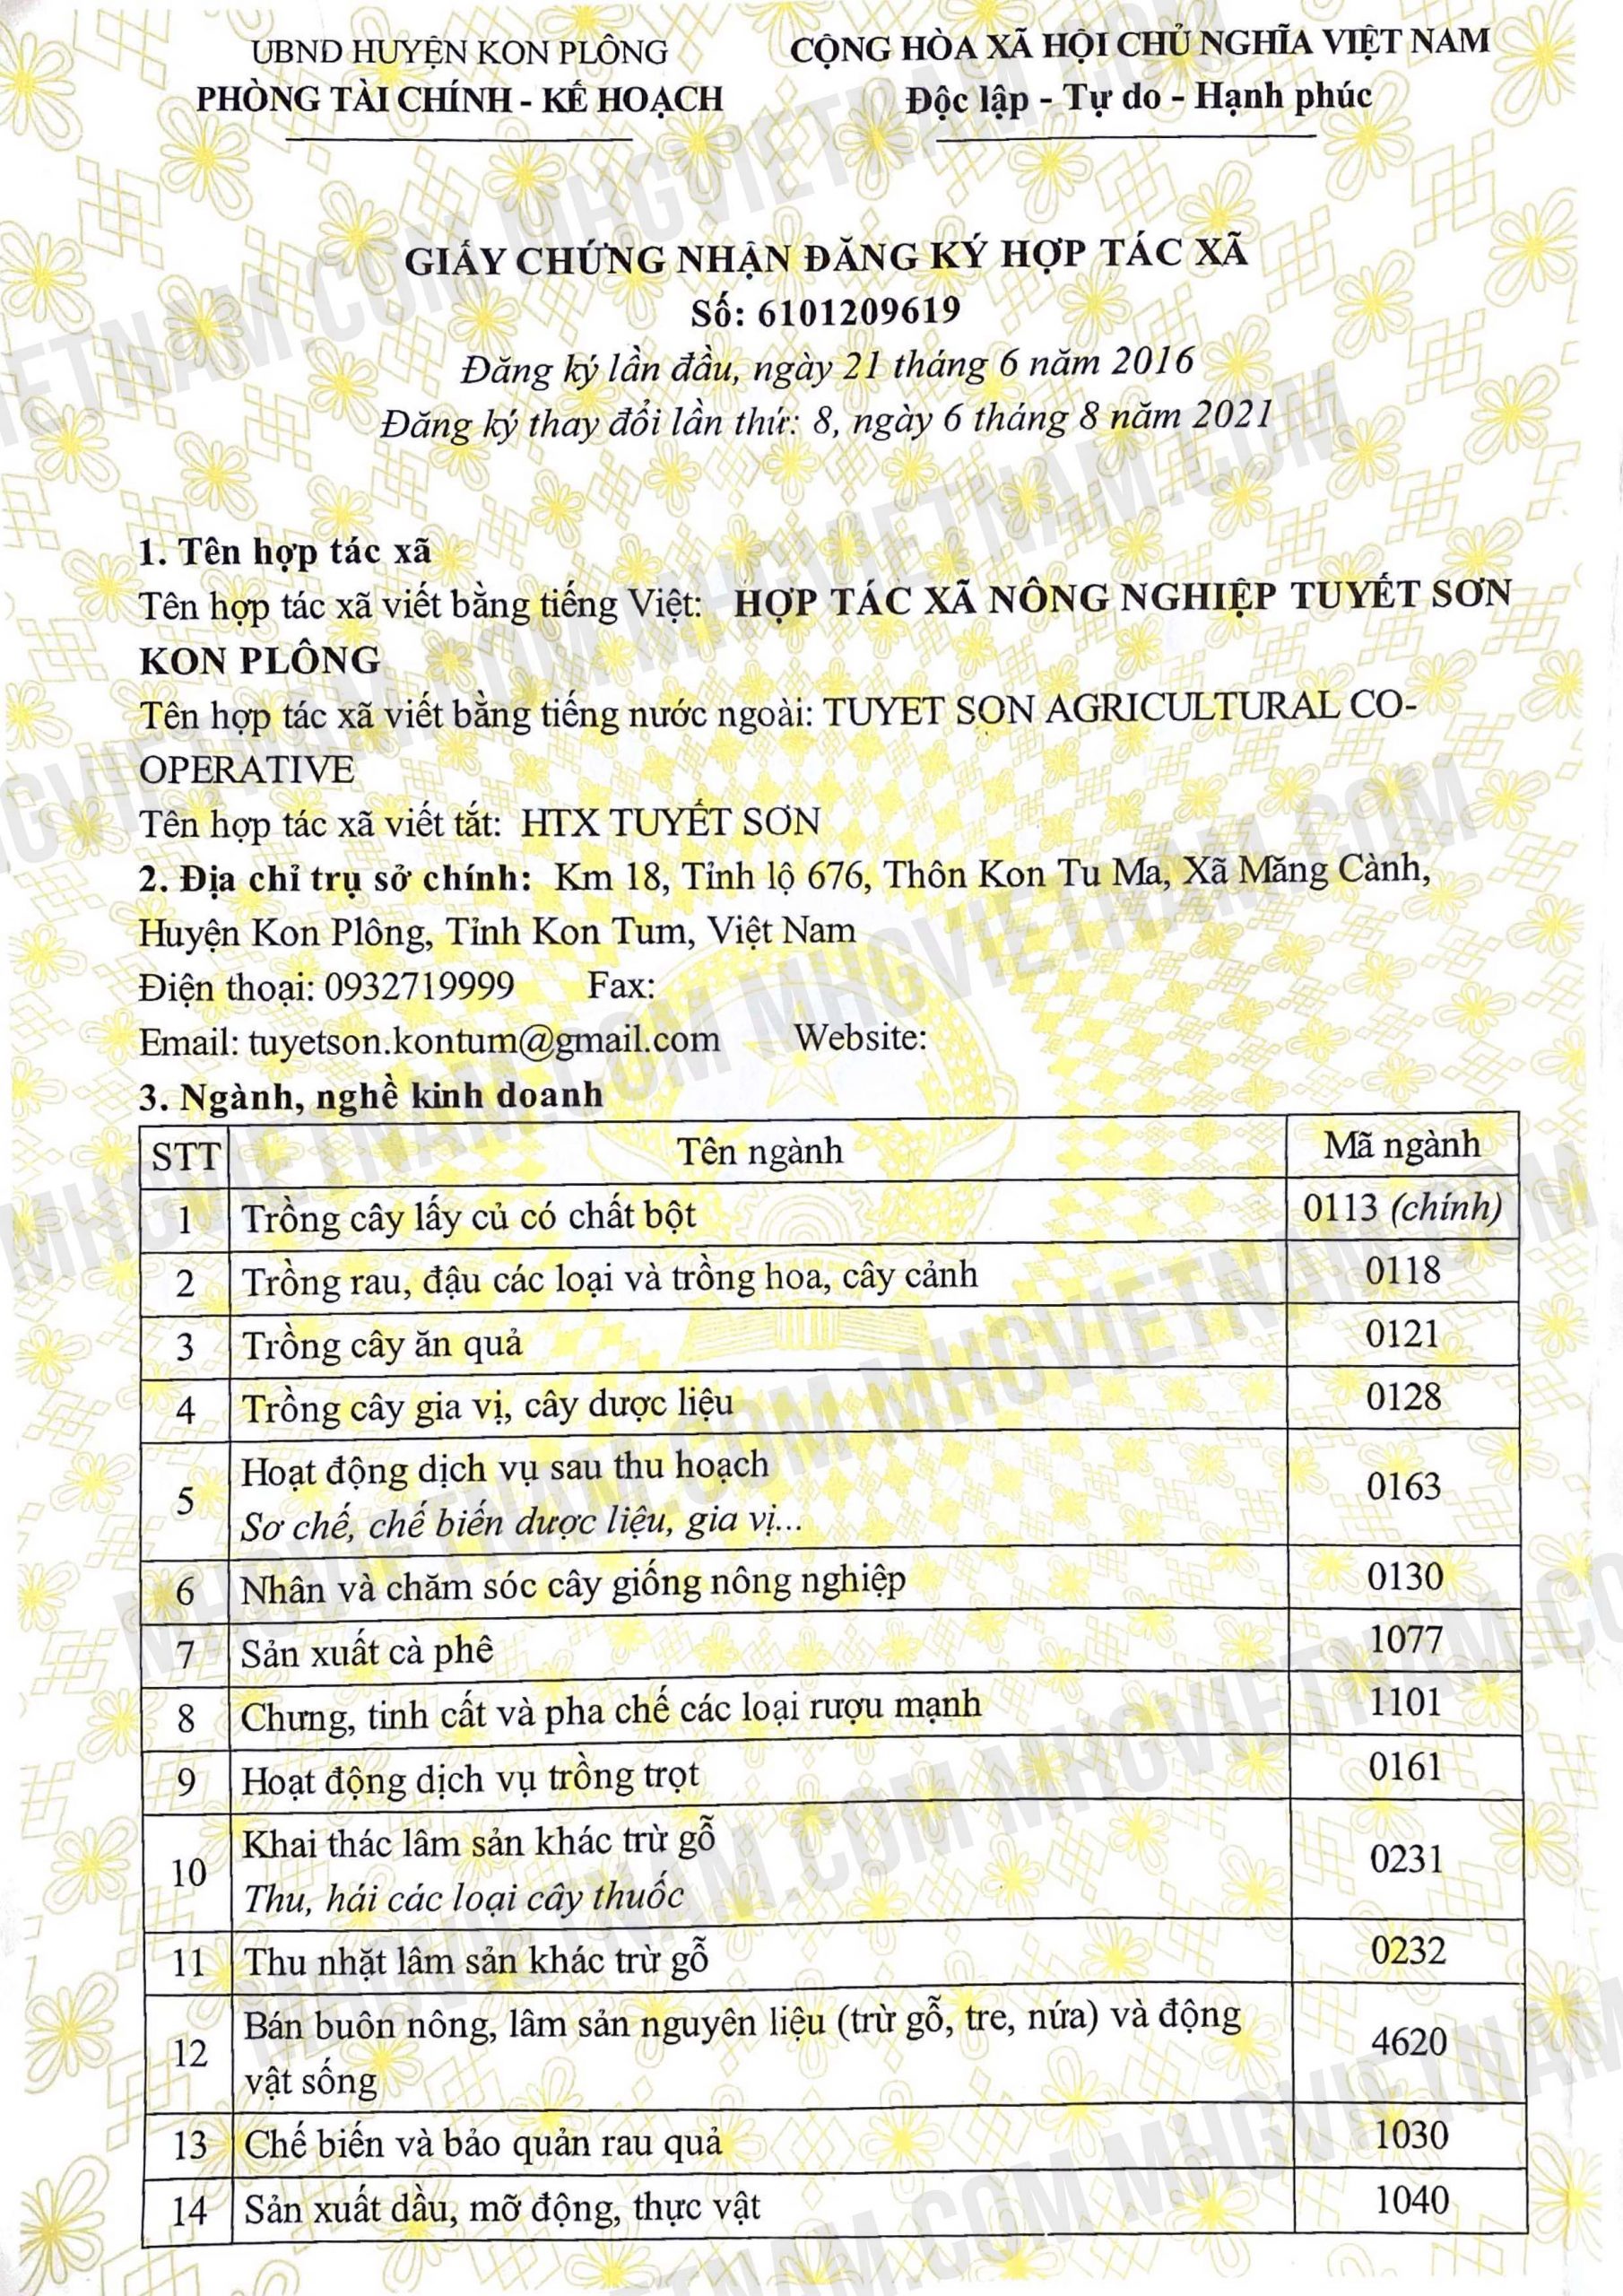 UBND HUYỆN KON PLÔNG
PHÒNG TÀI CHÍNH - KẾ HOẠCH
CỘNG HÒA XÃ HỘI CHỦ NGHĨA VIỆT NAM
Độc lập - Tự do - Hạnh phúc
GIẤY CHỨNG NHẬN ĐĂNG KÝ HỢP TÁC XÃ
Số: 6101209619
Đăng ký lần đầu, ngày 21 tháng 6 năm 2016
Đăng ký thay đổi lần thứ: 8, ngày 6 tháng 8 năm 2021
1. Tên hợp tác xã
Tên hợp tác xã viết bằng tiếng Việt: HỢP TÁC XÃ NÔNG NGHIỆP TUYẾT SƠN
KON PLÔNG
Tên hợp tác xã viết bằng tiếng nước ngoài: TUYET SON AGRICULTURAL CO-
OPERATIVE
Tên hợp tác xã viết tắt: HTX TUYẾT SƠN
2. Địa chỉ trụ sở chính: Km 18, Tỉnh lộ 676, Thôn Kon Tu Ma, Xã Măng Cành,
Huyện Kon Plông, Tỉnh Kon Tum, Việt Nam
Điện thoại: 0932719999 Fax:
Email: tuyetson.kontum@gmail.com Website:
3. Ngành, nghề kinh doanh
STT Tên ngành Mã ngành
1 Trồng cây lấy củ có chất bột 0113 (chính)
2 Trồng rau, đậu các loại và trồng hoa, cây cảnh 0118
3 Trồng cây ăn quả 0121
4 Trồng cây gia vị, cây dược liệu 0128
5 Hoạt động dịch vụ sau thu hoạch 0163
Sơ chế, chế biến dược liệu, gia vị...
6 Nhân và chăm sóc cây giống nông nghiệp 0130
7 Sản xuất cà phê 1077
8 Chưng, tinh cất và pha chế các loại rượu mạnh 1101
9 Hoạt động dịch vụ trồng trọt 0161
10 Khai thác lâm sản khác trừ gỗ 0231
Thu, hái các loại cây thuốc
11 Thu nhặt lâm sản khác trừ gỗ 0232
12 Bán buôn nông, lâm sản nguyên liệu (trừ gỗ, tre, nứa) và động 4620
vật sống
13 Chế biến và bảo quản rau quả 1030
14 Sản xuất dầu, mỡ động, thực vật 1040
MHGVIETNAM.COM MHGVIETNAM.COM